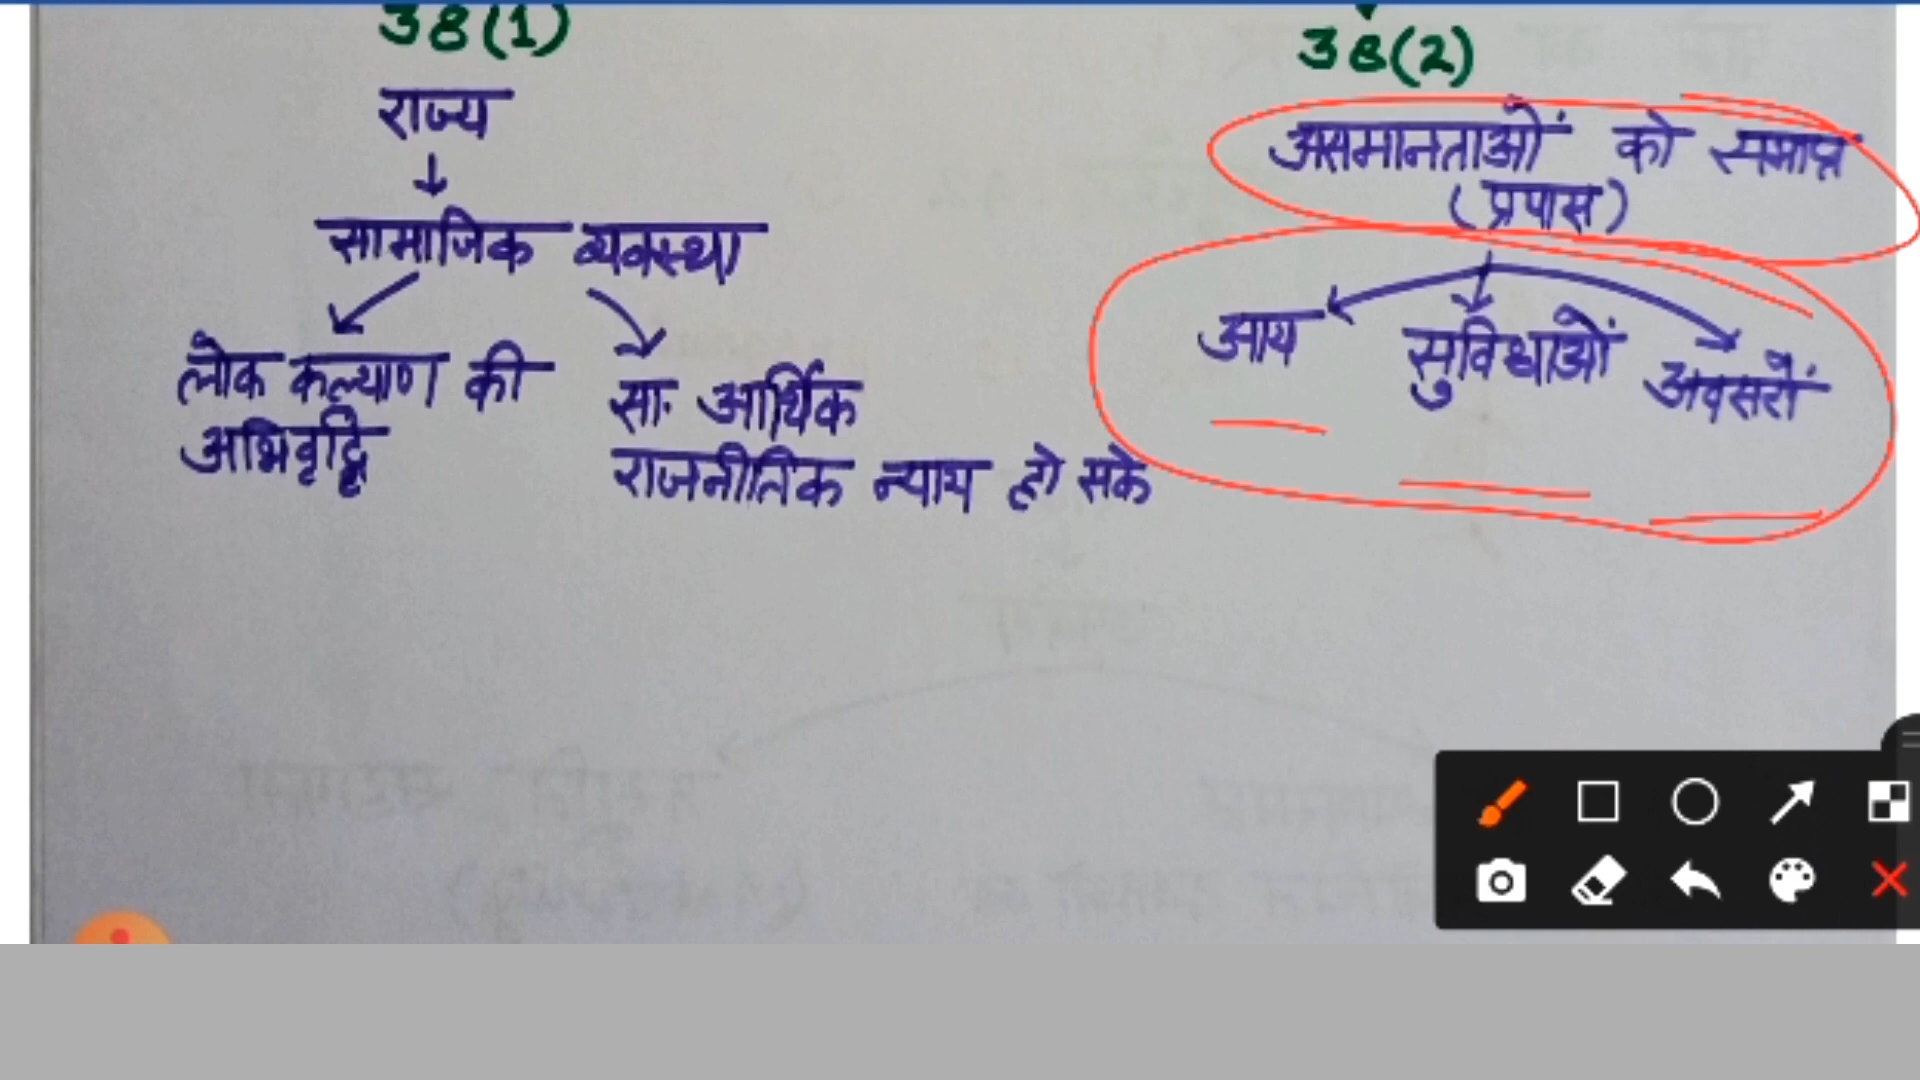 38(1)
राज्य
सामाजिक व्यवस्था
लोक कल्याण की
अभिवृद्धि
सा. आर्थिक
राजनीतिक न्याय हो सके
38(2)
असमानताओं को समाप्त
(प्रयास)
आय
सुविधाओं
अवसरों